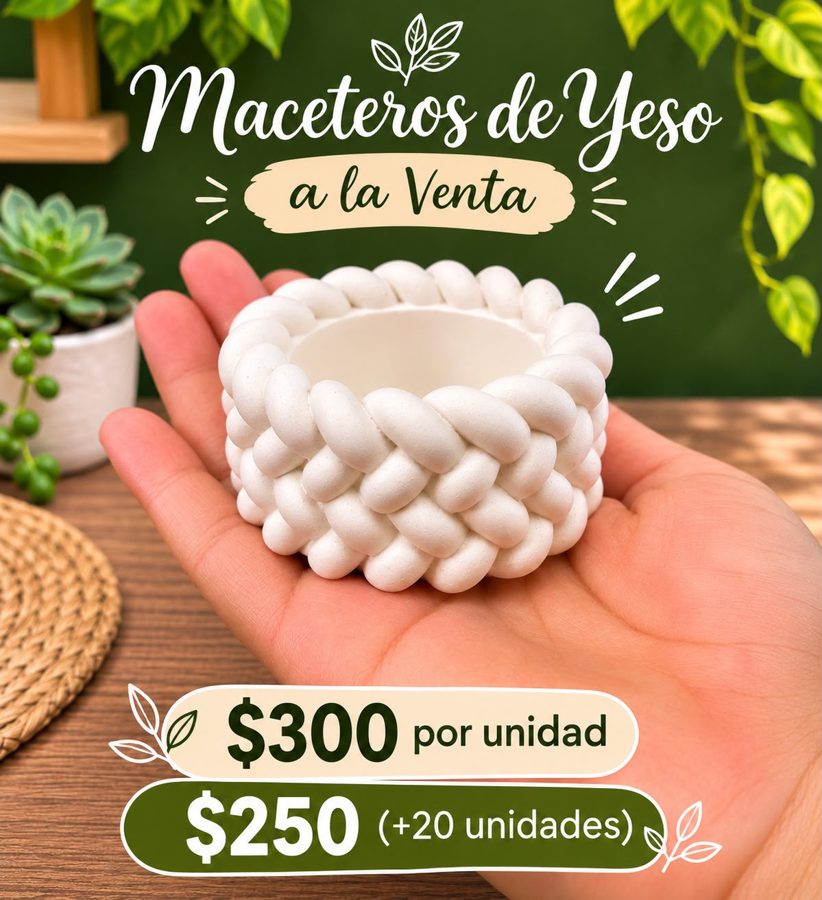 Maceteros de Yeso
a la Venta
$300 por unidad
$250 (+20 unidades)